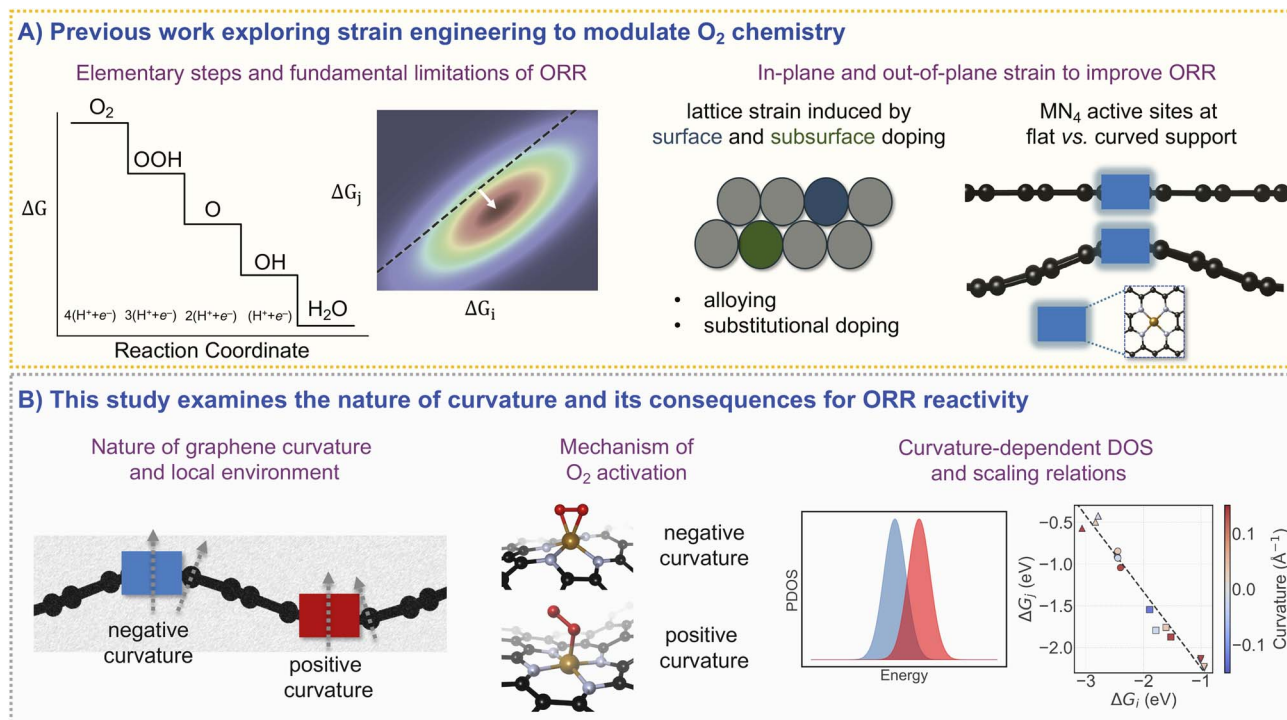 A) Previous work exploring strain engineering to modulate O₂ chemistry
Elementary steps and fundamental limitations of ORR
O₂
OOH
O
OH
H₂O
ΔG
4(H⁺+e⁻) 3(H⁺+e⁻) 2(H⁺+e⁻) (H⁺+e⁻)
Reaction Coordinate
ΔGⱼ
ΔGᵢ
In-plane and out-of-plane strain to improve ORR
lattice strain induced by
surface and subsurface doping
• alloying
• substitutional doping
MN₄ active sites at
flat vs. curved support
B) This study examines the nature of curvature and its consequences for ORR reactivity
Nature of graphene curvature
and local environment
negative
curvature
positive
curvature
Mechanism of
O₂ activation
negative
curvature
positive
curvature
Curvature-dependent DOS
and scaling relations
PDOS
Energy
ΔGⱼ (eV)
−0.5
−1.0
−1.5
−2.0
−3 −2 −1
ΔGᵢ (eV)
0.1
0.0
−0.1
Curvature (Å⁻¹)